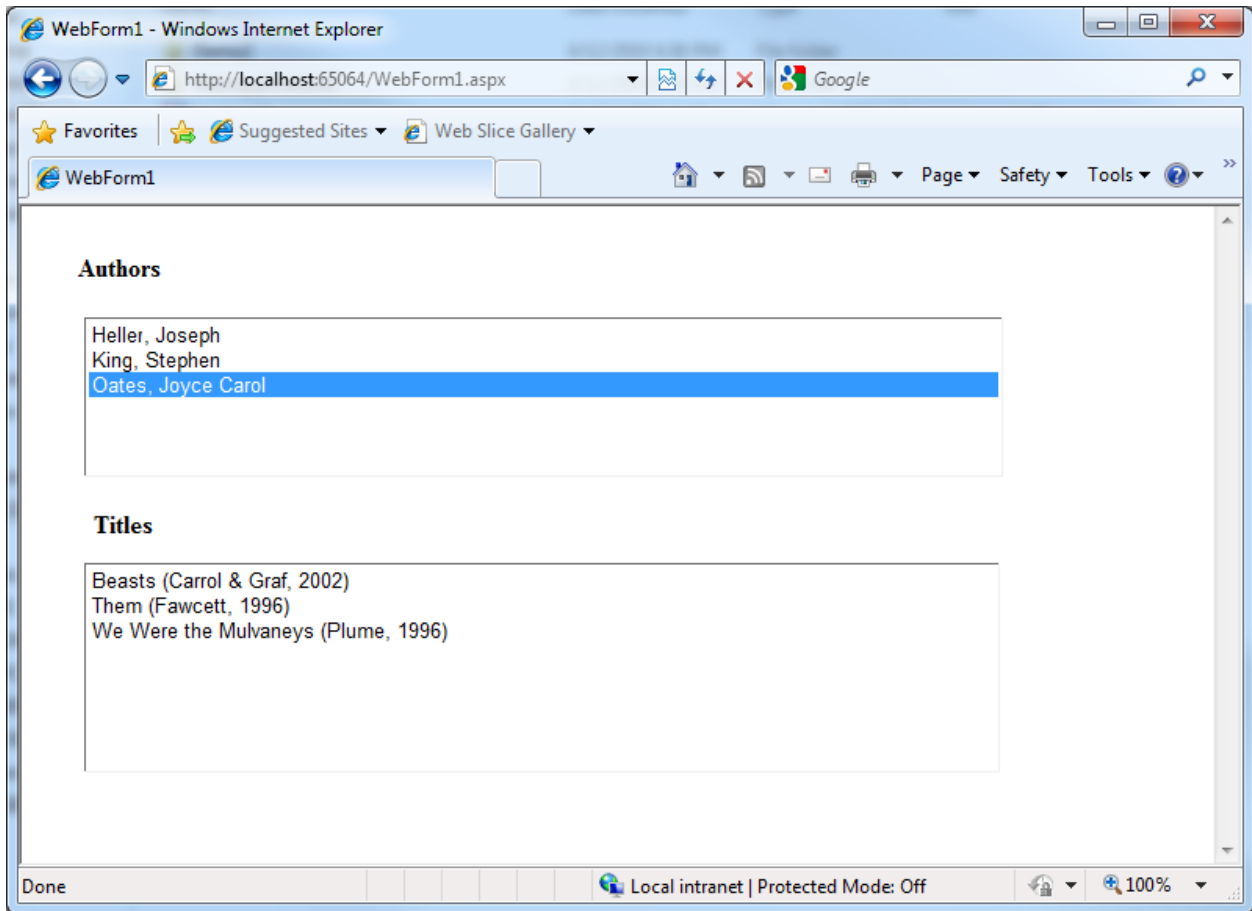 WebForm1 - Windows Internet Explorer
http://localhost:65064/WebForm1.aspx
Google
Favorites
Suggested Sites
Web Slice Gallery
WebForm1
Page
Safety
Tools
Authors
Heller, Joseph
King, Stephen
Oates, Joyce Carol
Titles
Beasts (Carrol & Graf, 2002)
Them (Fawcett, 1996)
We Were the Mulvaneys (Plume, 1996)
Done
Local intranet | Protected Mode: Off
100%